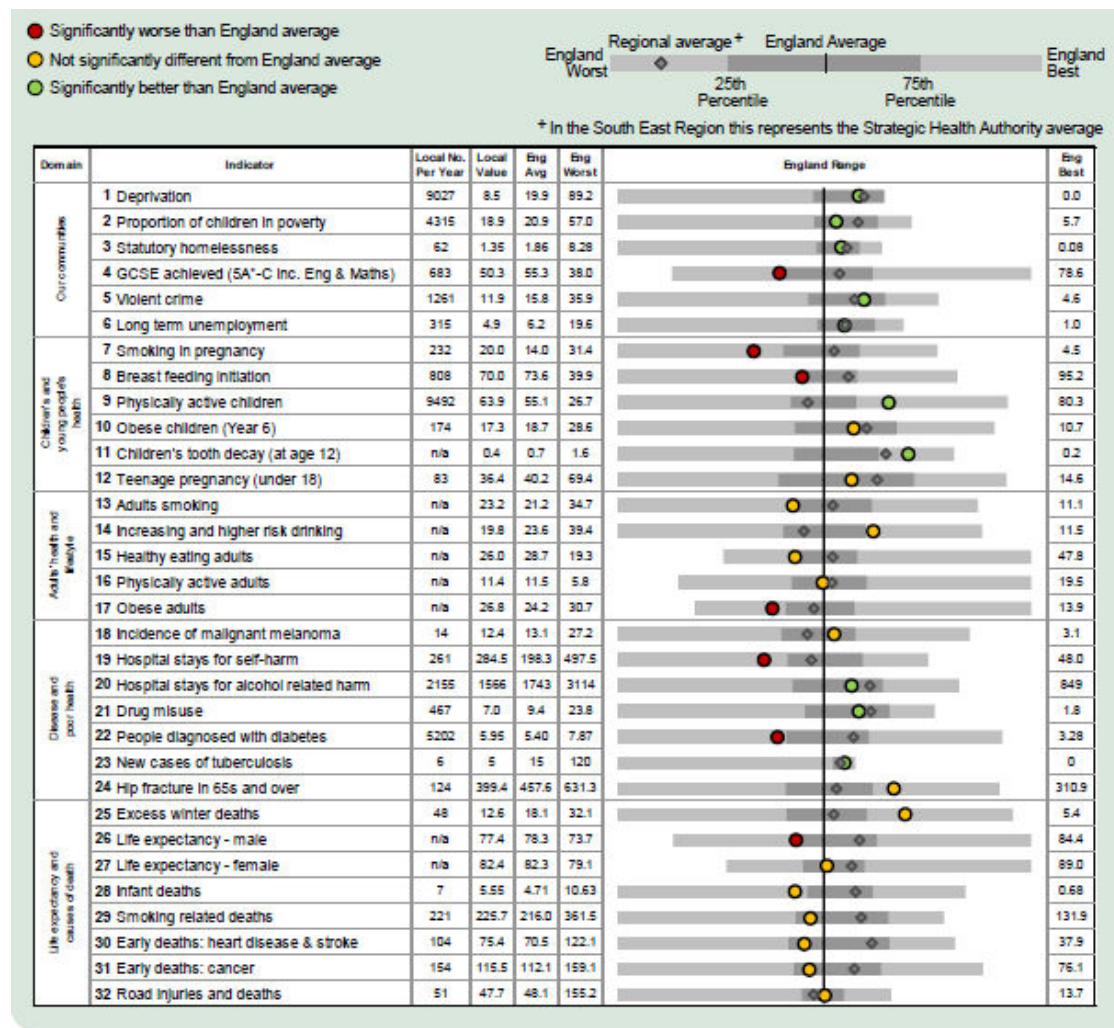 Significantly worse than England average
Not significantly different from England average
Significantly better than England average
Regional average+ England Average
England Worst
England Best
25th Percentile
75th Percentile
+ In the South East Region this represents the Strategic Health Authority average
Domain Indicator Local No. Per Year Local Value Eng Avg Eng Worst England Range Eng Best
Our communities
1 Deprivation 9027 8.5 19.9 89.2 0.0
2 Proportion of children in poverty 4315 18.9 20.9 57.0 5.7
3 Statutory homelessness 62 1.35 1.86 8.28 0.08
4 GCSE achieved (5A*-C inc. Eng & Maths) 683 50.3 55.3 38.0 78.6
5 Violent crime 1261 11.9 15.8 35.9 4.6
6 Long term unemployment 315 4.9 6.2 19.6 1.0
Children's and young people's health
7 Smoking in pregnancy 232 20.0 14.0 31.4 4.5
8 Breast feeding initiation 808 70.0 73.6 39.9 95.2
9 Physically active children 9492 63.9 55.1 26.7 80.3
10 Obese children (Year 6) 174 17.3 18.7 28.6 10.7
11 Children's tooth decay (at age 12) n/a 0.4 0.7 1.6 0.2
12 Teenage pregnancy (under 18) 83 36.4 40.2 69.4 14.6
Adults' health and lifestyle
13 Adults smoking n/a 23.2 21.2 34.7 11.1
14 Increasing and higher risk drinking n/a 19.8 23.6 39.4 11.5
15 Healthy eating adults n/a 26.0 28.7 19.3 47.8
16 Physically active adults n/a 11.4 11.5 5.8 19.5
17 Obese adults n/a 26.8 24.2 30.7 13.9
Disease and poor health
18 Incidence of malignant melanoma 14 12.4 13.1 27.2 3.1
19 Hospital stays for self-harm 261 284.5 198.3 497.5 48.0
20 Hospital stays for alcohol related harm 2155 1566 1743 3114 849
21 Drug misuse 467 7.0 9.4 23.8 1.8
22 People diagnosed with diabetes 5202 5.95 5.40 7.87 3.28
23 New cases of tuberculosis 6 5 15 120 0
24 Hip fracture in 65s and over 124 399.4 457.6 631.3 310.9
Life expectancy and causes of death
25 Excess winter deaths 48 12.6 18.1 32.1 5.4
26 Life expectancy - male n/a 77.4 78.3 73.7 84.4
27 Life expectancy - female n/a 82.4 82.3 79.1 89.0
28 Infant deaths 7 5.55 4.71 10.63 0.68
29 Smoking related deaths 221 225.7 216.0 361.5 131.9
30 Early deaths: heart disease & stroke 104 75.4 70.5 122.1 37.9
31 Early deaths: cancer 154 115.5 112.1 159.1 76.1
32 Road injuries and deaths 51 47.7 48.1 155.2 13.7